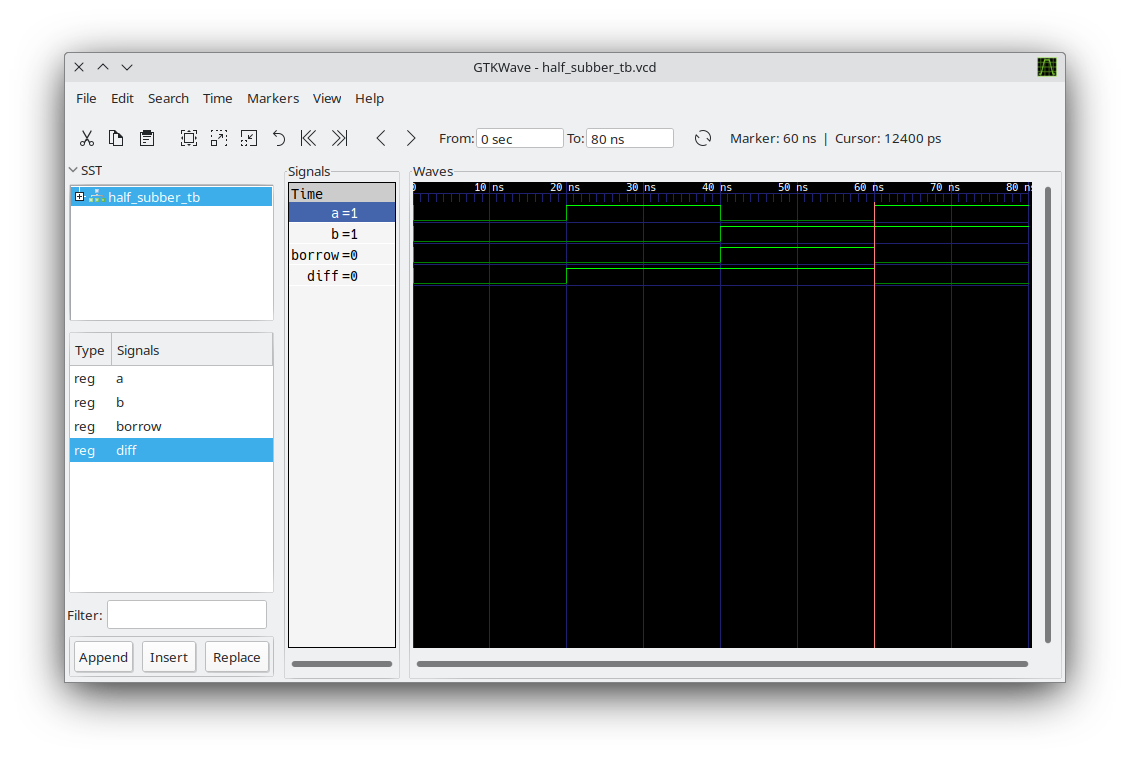 GTKWave - half_subber_tb.vcd
File Edit Search Time Markers View Help
From: 0 sec To: 80 ns Marker: 60 ns | Cursor: 12400 ps
SST
half_subber_tb
Type Signals
reg a
reg b
reg borrow
reg diff
Filter:
Append Insert Replace
Signals
Time
a =1
b =1
borrow =0
diff =0
Waves
0 10 ns 20 ns 30 ns 40 ns 50 ns 60 ns 70 ns 80 ns